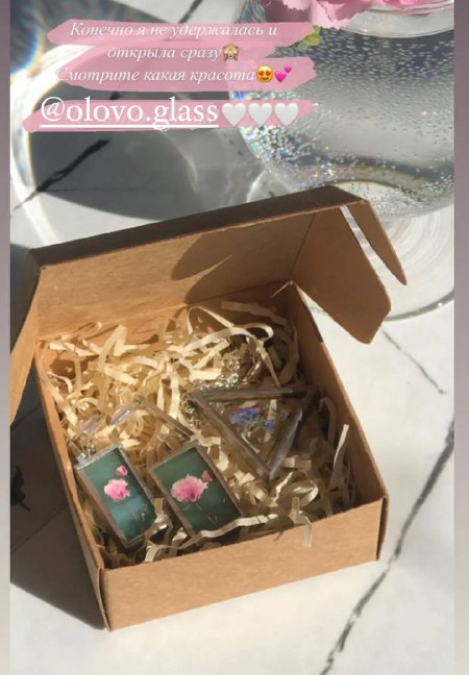 Конечно я не удержалась и
открыла сразу🙈
Смотрите какая красота😍💕
@olovo.glass🤍🤍🤍